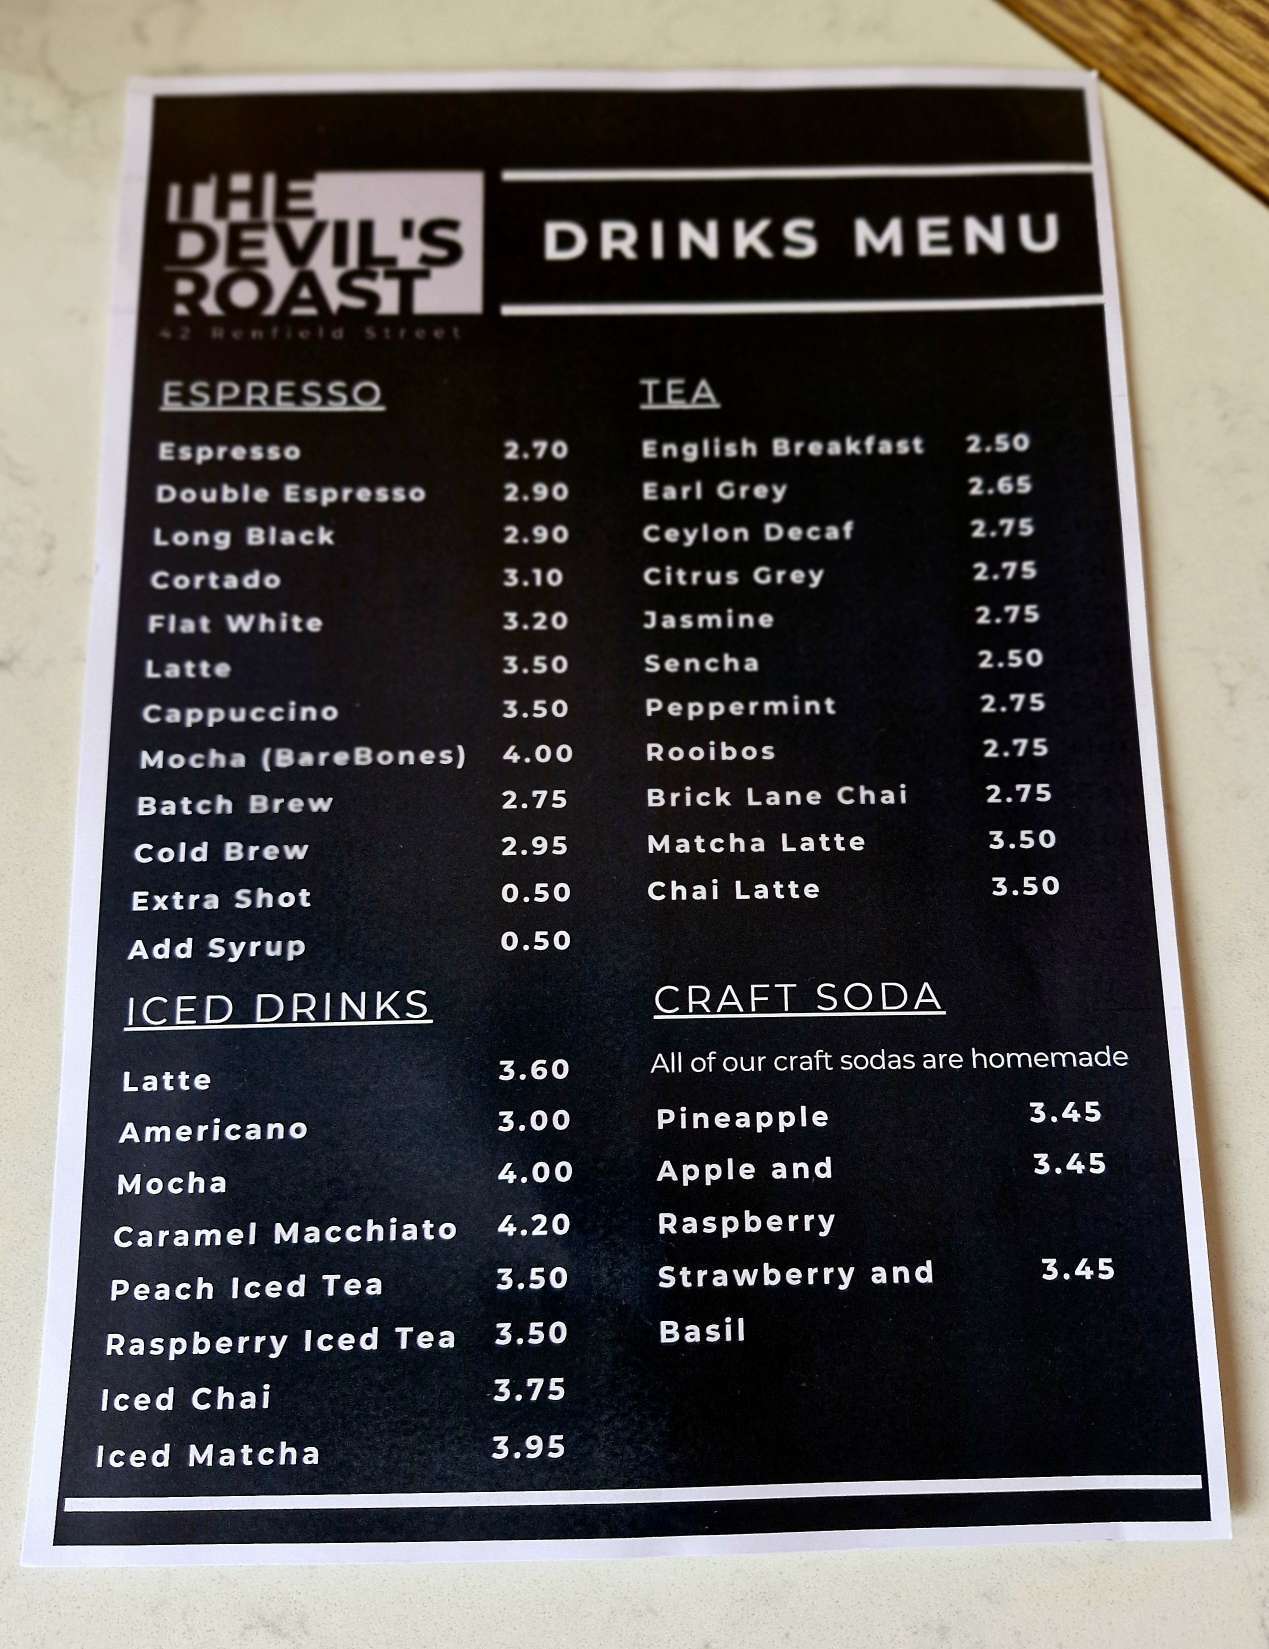 THE
DEVIL'S
ROAST
42 Renfield Street
DRINKS MENU
ESPRESSO
Espresso 2.70
Double Espresso 2.90
Long Black 2.90
Cortado 3.10
Flat White 3.20
Latte 3.50
Cappuccino 3.50
Mocha (BareBones) 4.00
Batch Brew 2.75
Cold Brew 2.95
Extra Shot 0.50
Add Syrup 0.50
TEA
English Breakfast 2.50
Earl Grey 2.65
Ceylon Decaf 2.75
Citrus Grey 2.75
Jasmine 2.75
Sencha 2.50
Peppermint 2.75
Rooibos 2.75
Brick Lane Chai 2.75
Matcha Latte 3.50
Chai Latte 3.50
ICED DRINKS
Latte 3.60
Americano 3.00
Mocha 4.00
Caramel Macchiato 4.20
Peach Iced Tea 3.50
Raspberry Iced Tea 3.50
Iced Chai 3.75
Iced Matcha 3.95
CRAFT SODA
All of our craft sodas are homemade
Pineapple 3.45
Apple and 3.45
Raspberry
Strawberry and 3.45
Basil